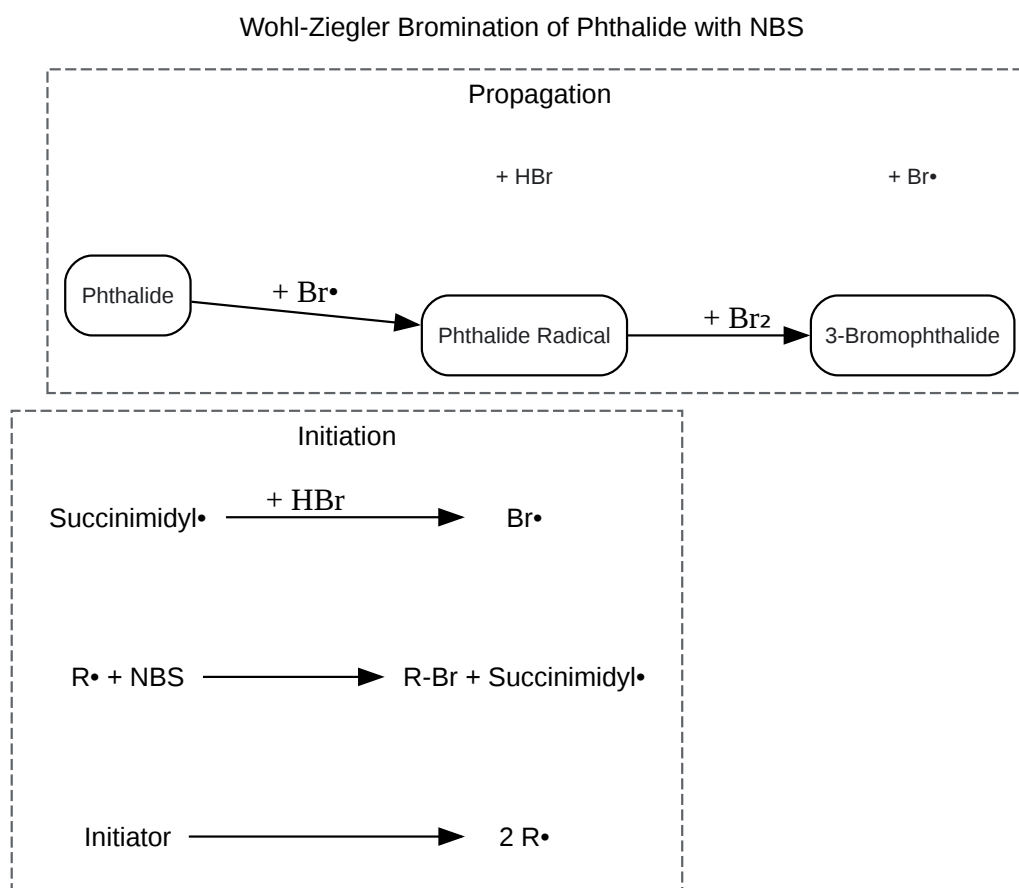 Wohl-Ziegler Bromination of Phthalide with NBS
Propagation
+ HBr
+ Br•
Phthalide
+ Br•
Phthalide Radical
+ Br₂
3-Bromophthalide
Initiation
Succinimidyl•
+ HBr
Br•
R• + NBS
R-Br + Succinimidyl•
Initiator
2 R•